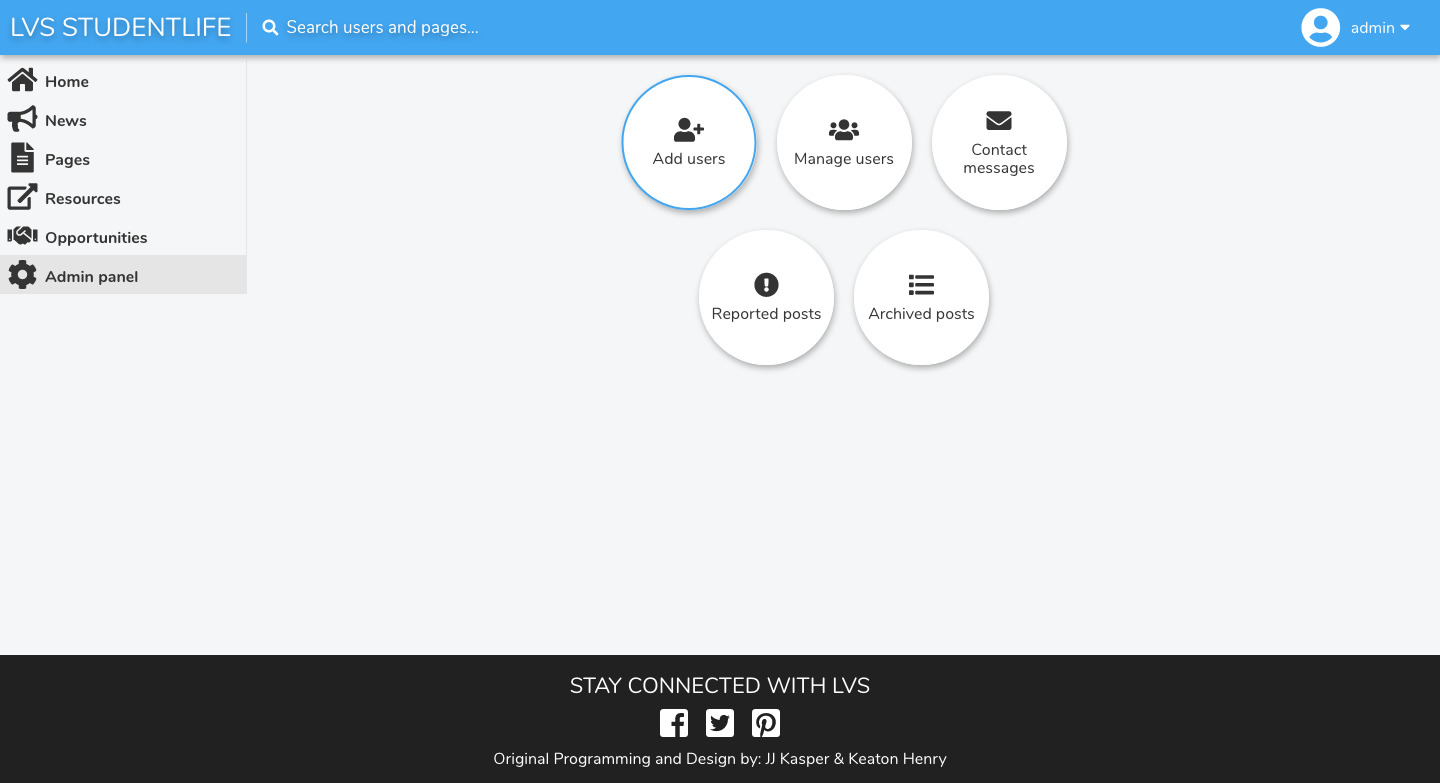 LVS STUDENTLIFE
Search users and pages...
admin
Home
News
Pages
Resources
Opportunities
Admin panel
Add users
Manage users
Contact
messages
Reported posts
Archived posts
STAY CONNECTED WITH LVS
Original Programming and Design by: JJ Kasper & Keaton Henry